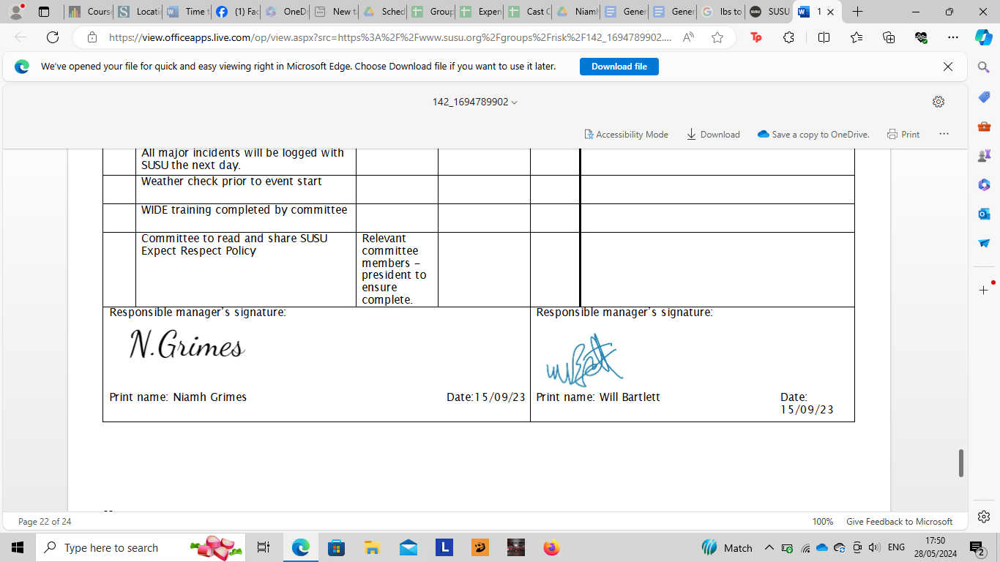 Course
Locati
Time t
(1) Fac
OneDr
New ta
Sched
Group
Expen
Cast C
Niamh
Gener
Gener
lbs to
SUSU
1
https://view.officeapps.live.com/op/view.aspx?src=https%3A%2F%2Fwww.susu.org%2Fgroups%2Frisk%2F142_1694789902....
We've opened your file for quick and easy viewing right in Microsoft Edge. Choose Download file if you want to use it later.
Download file
142_1694789902
Accessibility Mode
Download
Save a copy to OneDrive.
Print
All major incidents will be logged with
SUSU the next day.
Weather check prior to event start
WIDE training completed by committee
Committee to read and share SUSU
Expect Respect Policy
Relevant
committee
members –
president to
ensure
complete.
Responsible manager's signature:
N.Grimes
Print name: Niamh Grimes
Date:15/09/23
Responsible manager's signature:
Print name: Will Bartlett
Date:
15/09/23
Page 22 of 24
100%
Give Feedback to Microsoft
Type here to search
Match
ENG
17:50
28/05/2024
2